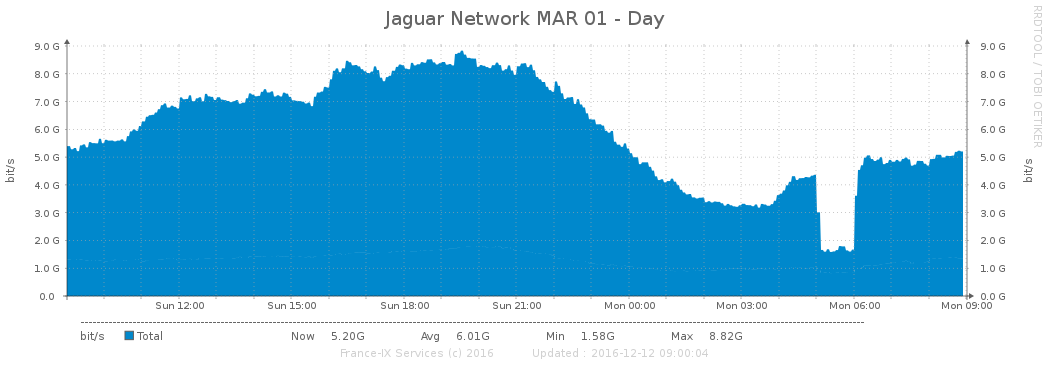 Jaguar Network MAR 01 - Day
RRDTOOL / TOBI OETIKER
9.0 G 9.0 G
8.0 G 8.0 G
7.0 G 7.0 G
6.0 G 6.0 G
5.0 G 5.0 G
4.0 G 4.0 G
3.0 G 3.0 G
2.0 G 2.0 G
1.0 G 1.0 G
0.0 0.0 G
bit/s
bit/s
Sun 12:00 Sun 15:00 Sun 18:00 Sun 21:00 Mon 00:00 Mon 03:00 Mon 06:00 Mon 09:00
bit/s Total Now 5.20G Avg 6.01G Min 1.58G Max 8.82G
France-IX Services (c) 2016 Updated : 2016-12-12 09:00:04